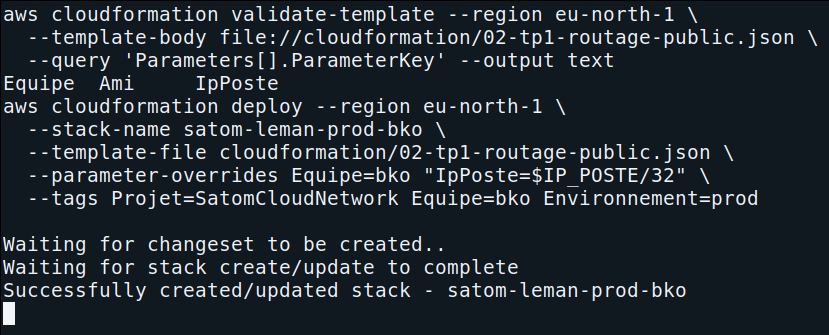 aws cloudformation validate-template --region eu-north-1 \
  --template-body file://cloudformation/02-tp1-routage-public.json \
  --query 'Parameters[].ParameterKey' --output text
Equipe  Ami     IpPoste
aws cloudformation deploy --region eu-north-1 \
  --stack-name satom-leman-prod-bko \
  --template-file cloudformation/02-tp1-routage-public.json \
  --parameter-overrides Equipe=bko "IpPoste=$IP_POSTE/32" \
  --tags Projet=SatomCloudNetwork Equipe=bko Environnement=prod

Waiting for changeset to be created..
Waiting for stack create/update to complete
Successfully created/updated stack - satom-leman-prod-bko